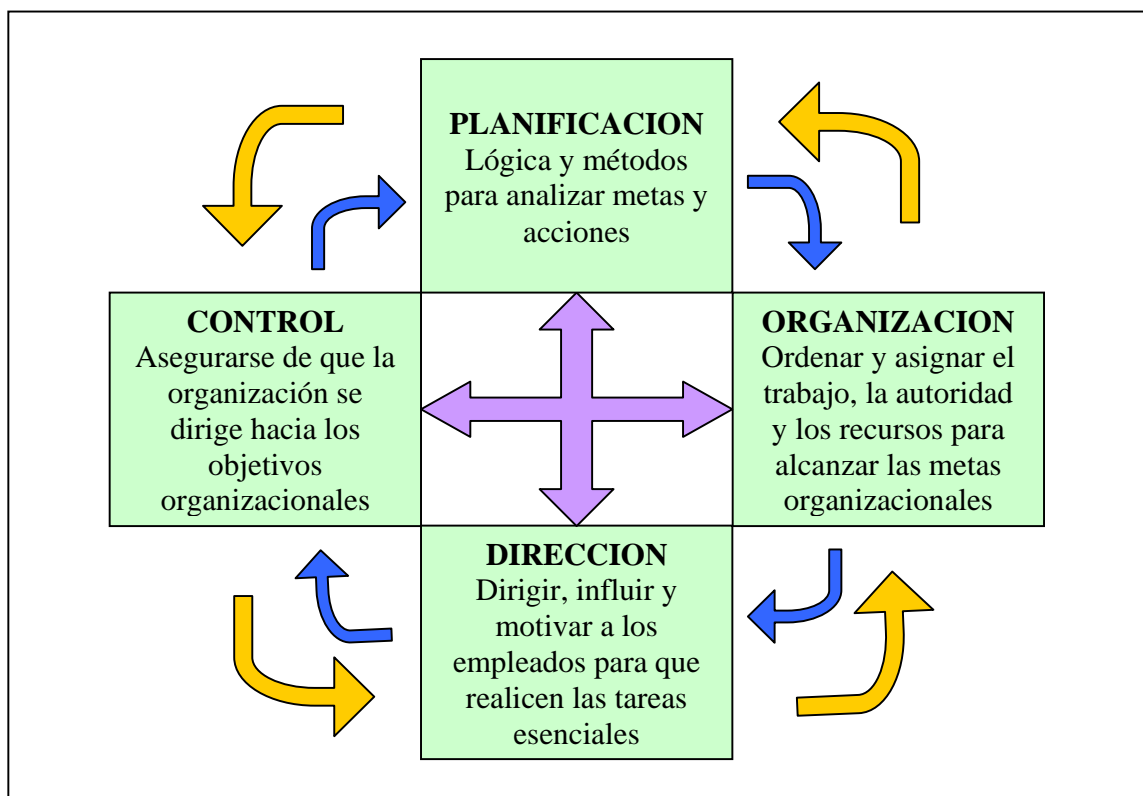 PLANIFICACION
Lógica y métodos
para analizar metas y
acciones
CONTROL
Asegurarse de que la
organización se
dirige hacia los
objetivos
organizacionales
ORGANIZACION
Ordenar y asignar el
trabajo, la autoridad
y los recursos para
alcanzar las metas
organizacionales
DIRECCION
Dirigir, influir y
motivar a los
empleados para que
realicen las tareas
esenciales